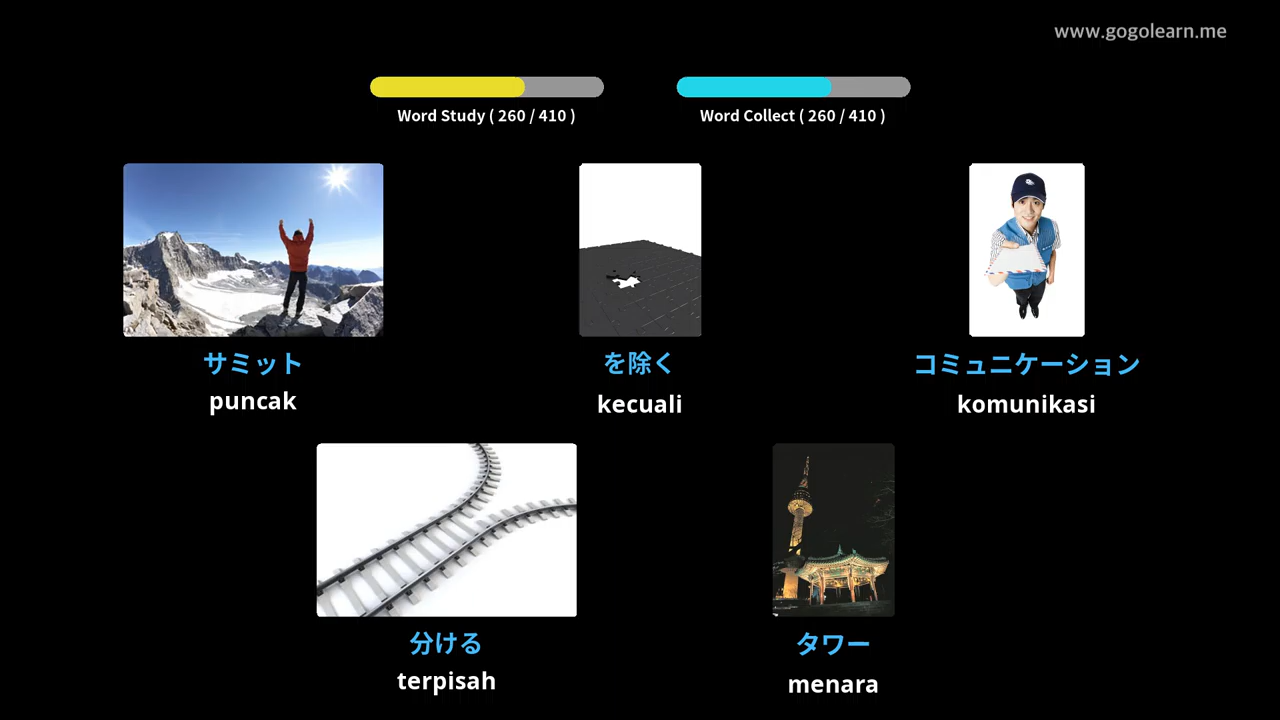 www.gogolearn.me
Word Study ( 260 / 410 )
Word Collect ( 260 / 410 )
サミット
puncak
を除く
kecuali
コミュニケーション
komunikasi
分ける
terpisah
タワー
menara